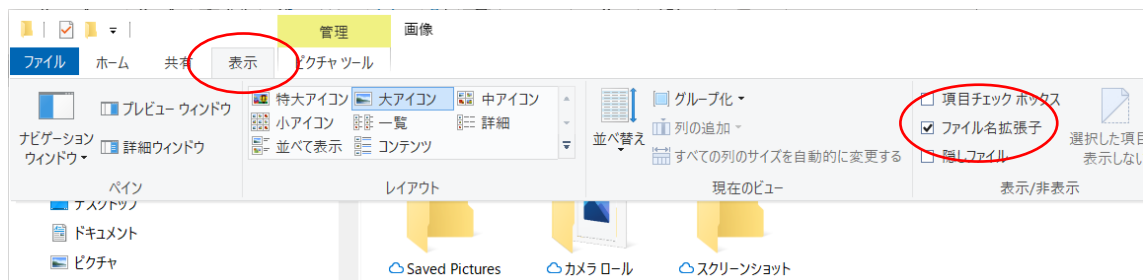 管理 画像
ファイル ホーム 共有 表示 ピクチャ ツール
ナビゲーション
ウィンドウ
プレビュー ウィンドウ
詳細ウィンドウ
ペイン
特大アイコン 大アイコン 中アイコン
小アイコン 一覧 詳細
並べて表示 コンテンツ
レイアウト
並べ替え
グループ化
列の追加
すべての列のサイズを自動的に変更する
現在のビュー
項目チェック ボックス
ファイル名拡張子
隠しファイル
選択した項目
表示しない
表示/非表示
デスクトップ
ドキュメント
ピクチャ
Saved Pictures カメラ ロール スクリーンショット